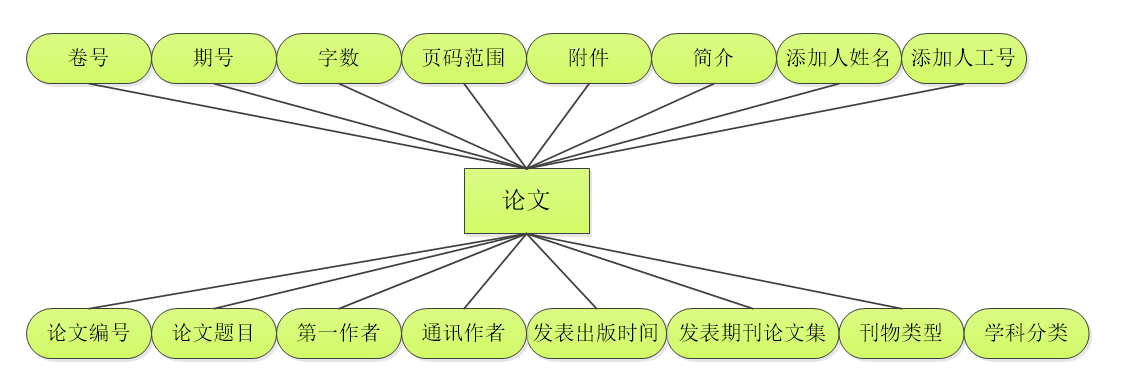 卷号 期号 字数 页码范围 附件 简介 添加人姓名 添加人工号
论文
论文编号 论文题目 第一作者 通讯作者 发表出版时间 发表期刊论文集 刊物类型 学科分类